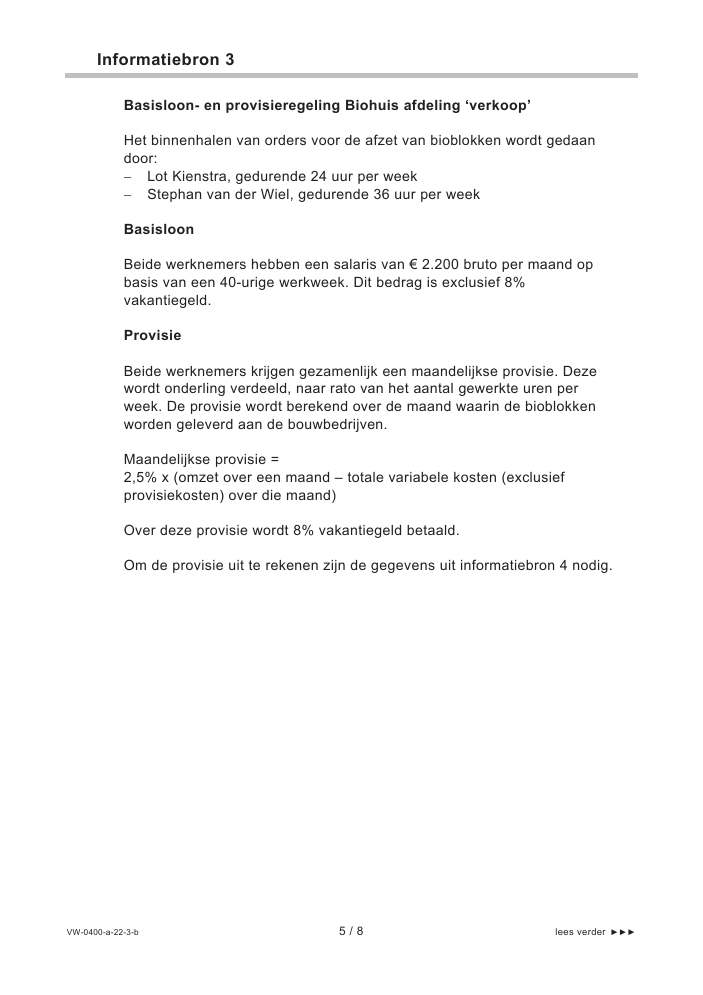 Informatiebron 3
Basisloon- en provisieregeling Biohuis afdeling ‘verkoop’
Het binnenhalen van orders voor de afzet van bioblokken wordt gedaan
door:
– Lot Kienstra, gedurende 24 uur per week
– Stephan van der Wiel, gedurende 36 uur per week
Basisloon
Beide werknemers hebben een salaris van € 2.200 bruto per maand op
basis van een 40-urige werkweek. Dit bedrag is exclusief 8%
vakantiegeld.
Provisie
Beide werknemers krijgen gezamenlijk een maandelijkse provisie. Deze
wordt onderling verdeeld, naar rato van het aantal gewerkte uren per
week. De provisie wordt berekend over de maand waarin de bioblokken
worden geleverd aan de bouwbedrijven.
Maandelijkse provisie =
2,5% x (omzet over een maand – totale variabele kosten (exclusief
provisiekosten) over die maand)
Over deze provisie wordt 8% vakantiegeld betaald.
Om de provisie uit te rekenen zijn de gegevens uit informatiebron 4 nodig.
VW-0400-a-22-3-b 5 / 8 lees verder ►►►